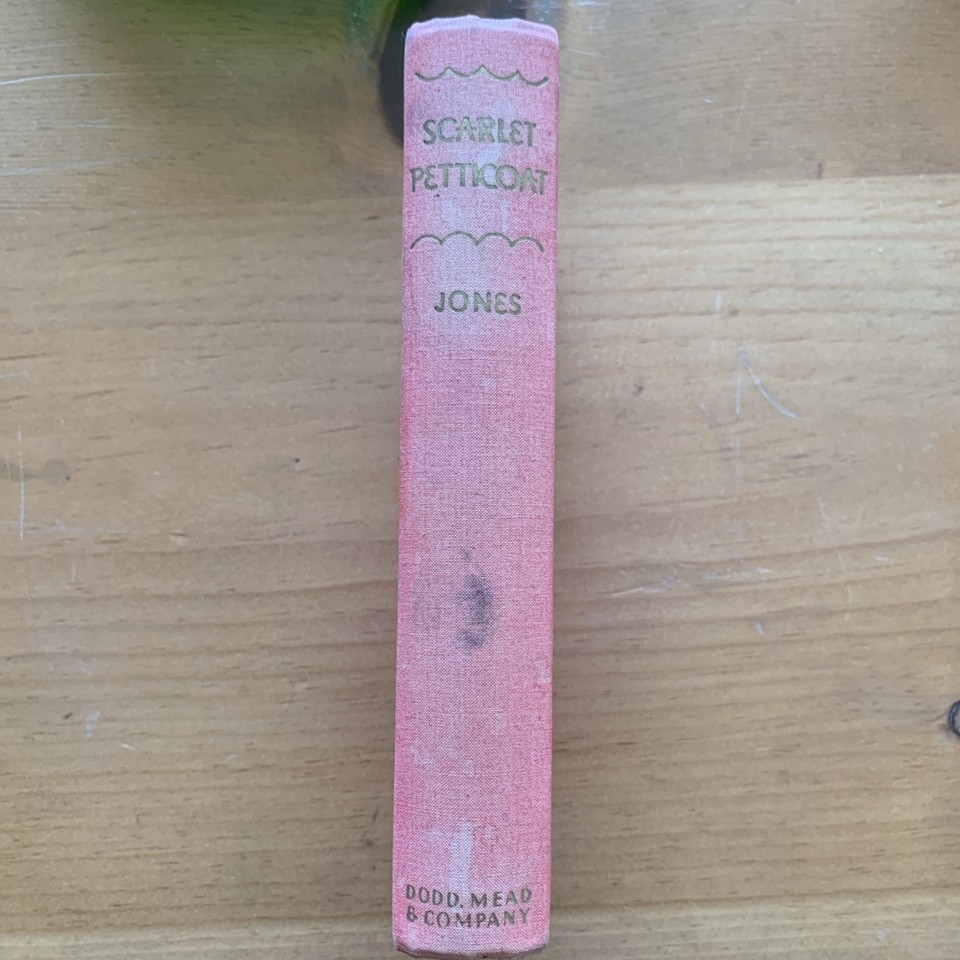 SCARLET
PETTICOAT
JONES
DODD, MEAD
& COMPANY